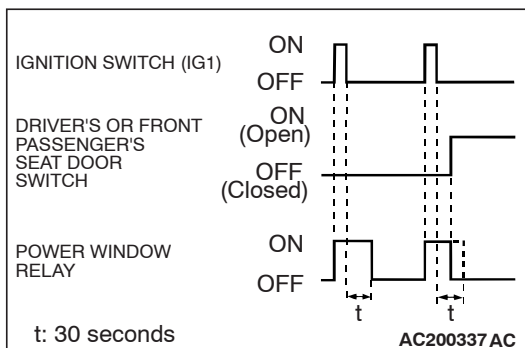 IGNITION SWITCH (IG1)
ON
OFF
DRIVER'S OR FRONT
PASSENGER'S
SEAT DOOR
SWITCH
ON
(Open)
OFF
(Closed)
POWER WINDOW
RELAY
ON
OFF
t
t
t: 30 seconds
AC200337 AC